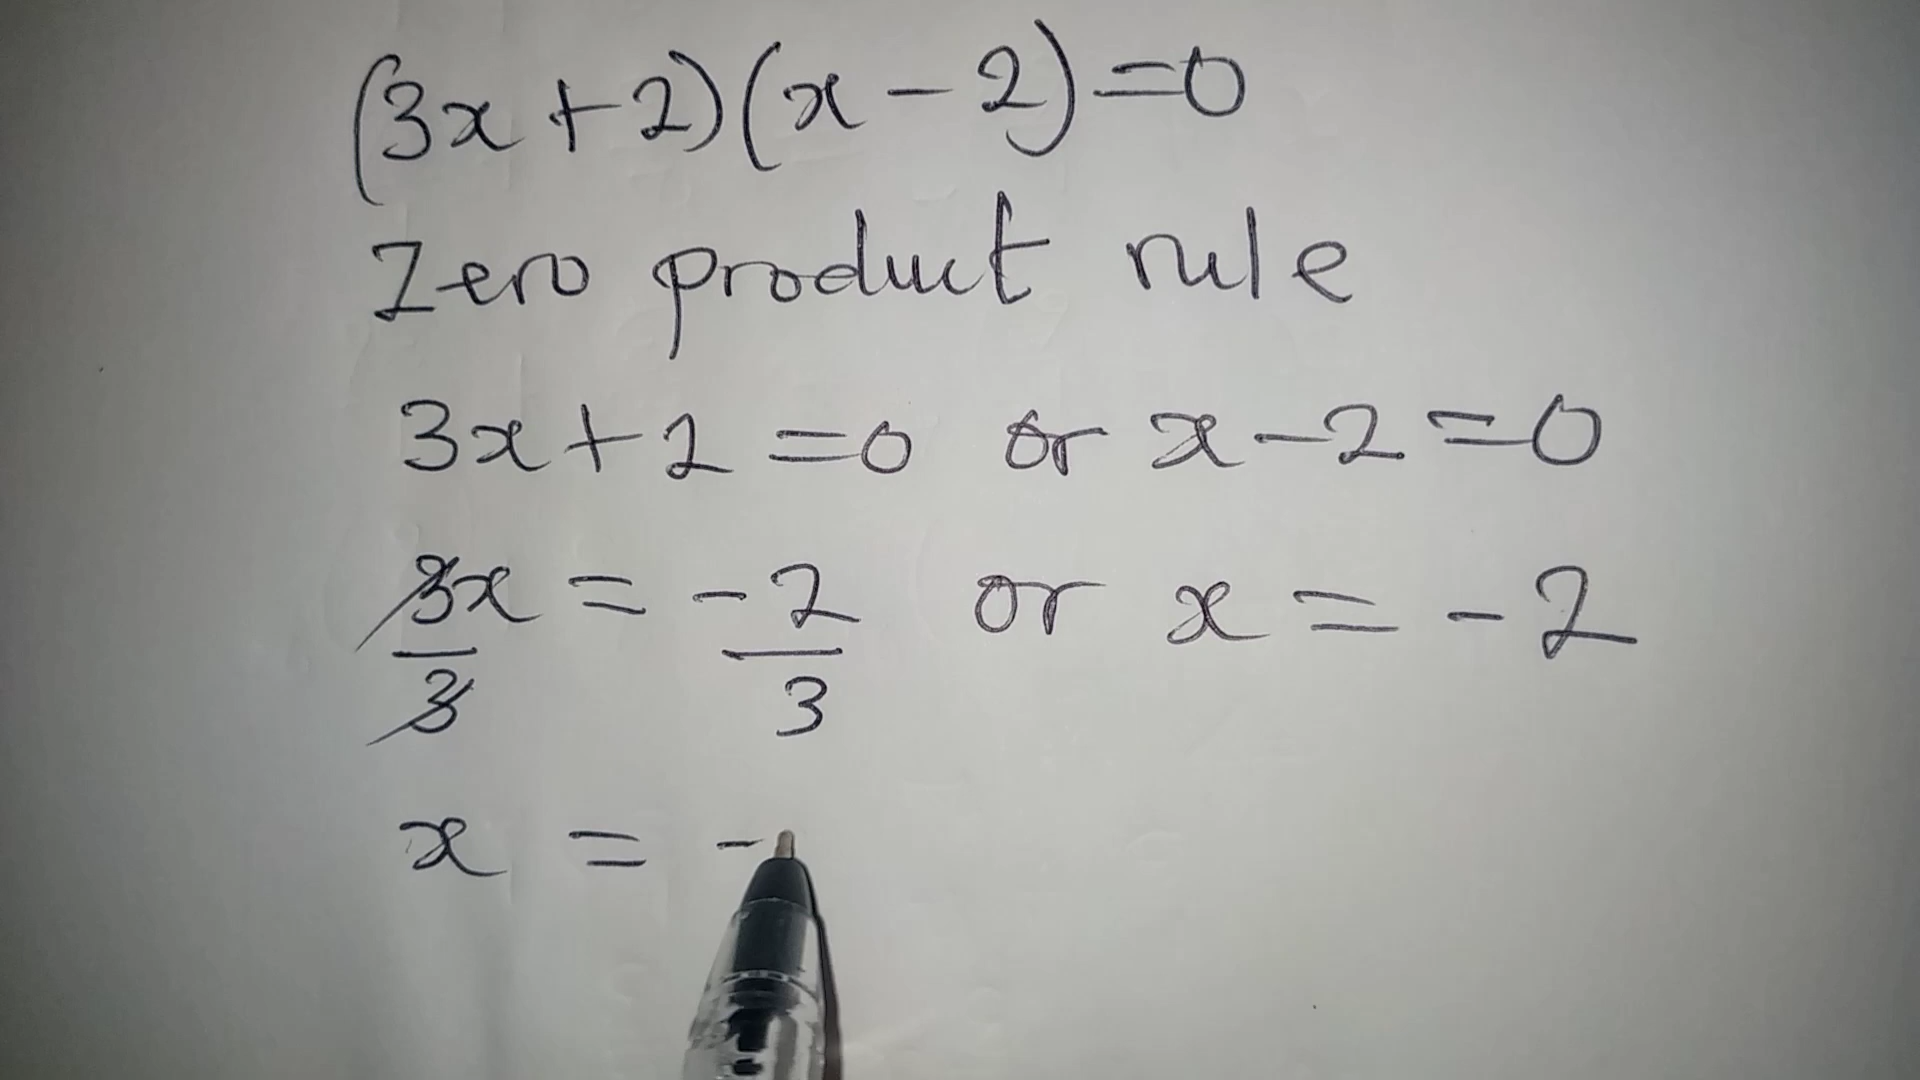 (3x+2)(x-2)=0
Zero product rule
3x+2=0 or x-2=0
3x/3 = -2/3 or x = -2
x = -